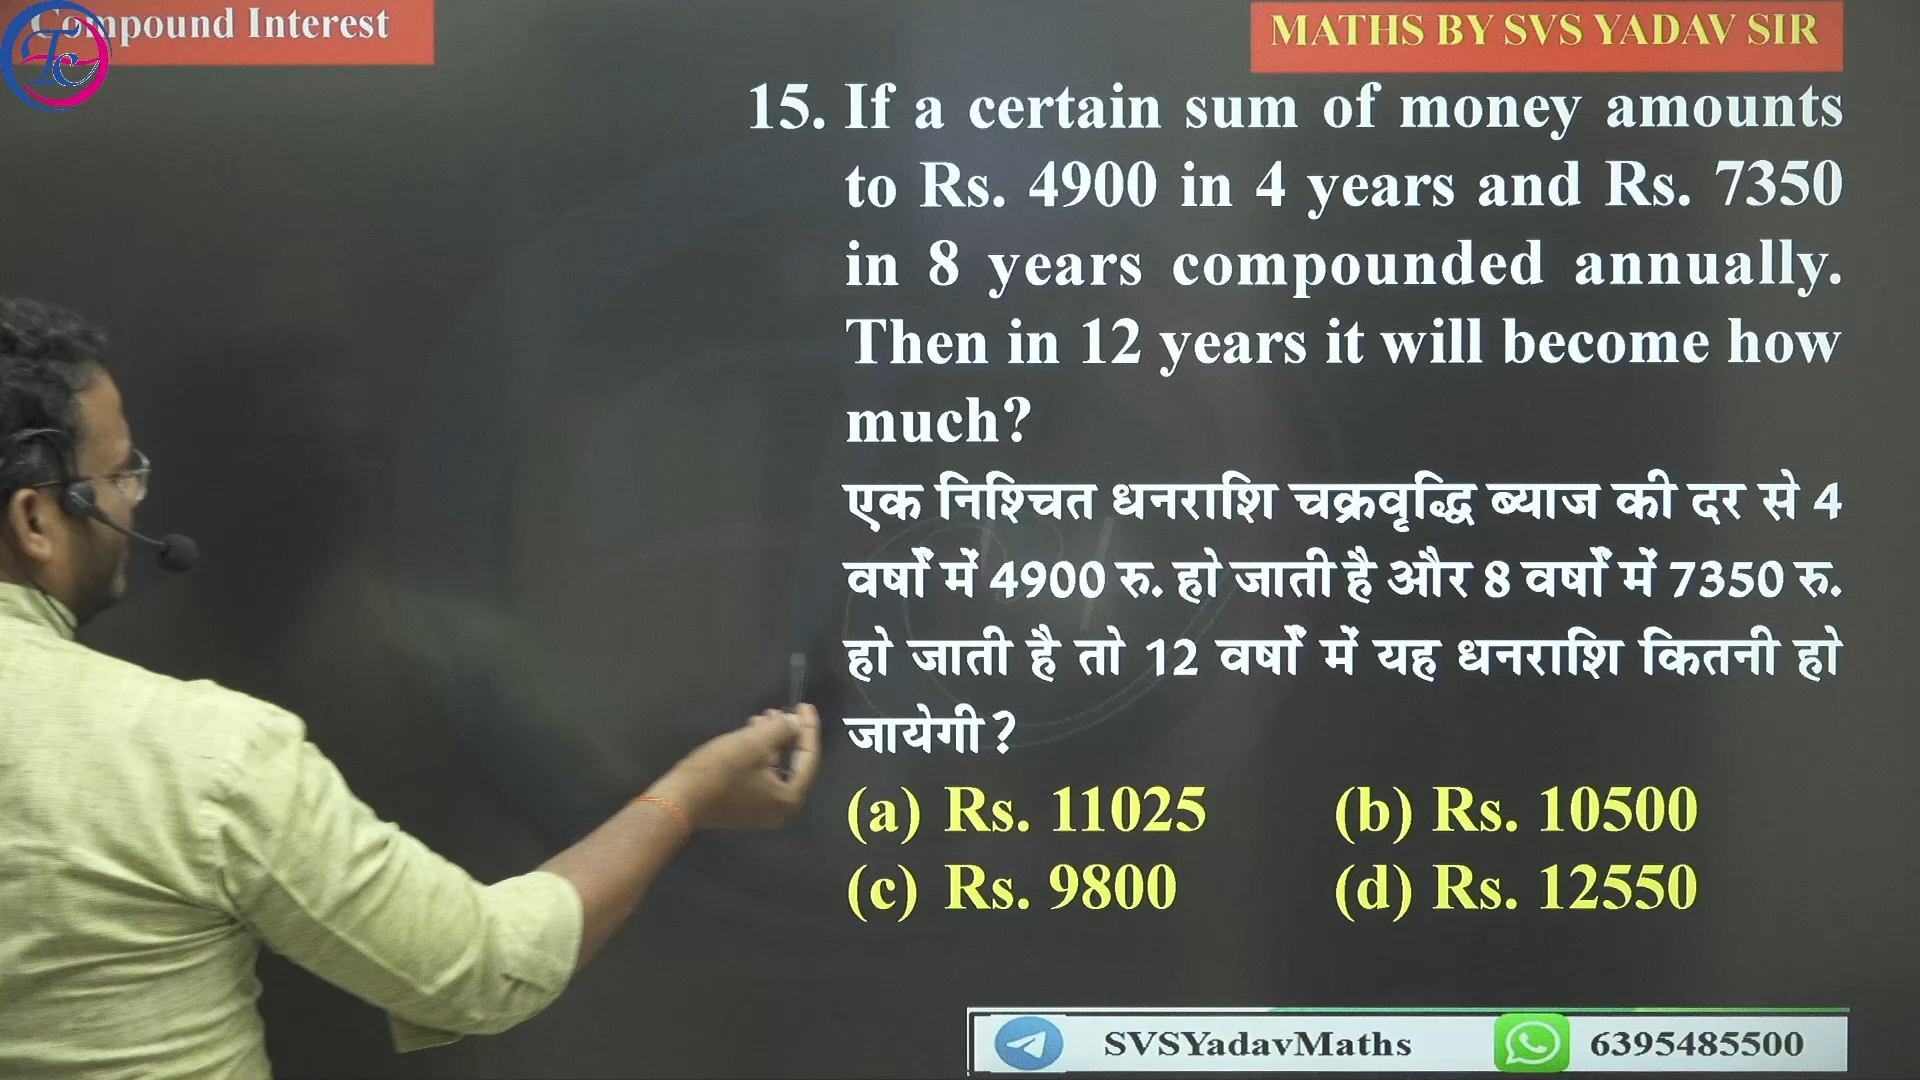 Compound Interest
MATHS BY SVS YADAV SIR
Tc
15. If a certain sum of money amounts
to Rs. 4900 in 4 years and Rs. 7350
in 8 years compounded annually.
Then in 12 years it will become how
much?
एक निश्चित धनराशि चक्रवृद्धि ब्याज की दर से 4
वर्षों में 4900 रु. हो जाती है और 8 वर्षों में 7350 रु.
हो जाती है तो 12 वर्षों में यह धनराशि कितनी हो
जायेगी?
(a) Rs. 11025 (b) Rs. 10500
(c) Rs. 9800 (d) Rs. 12550
SVSYadavMaths 6395485500